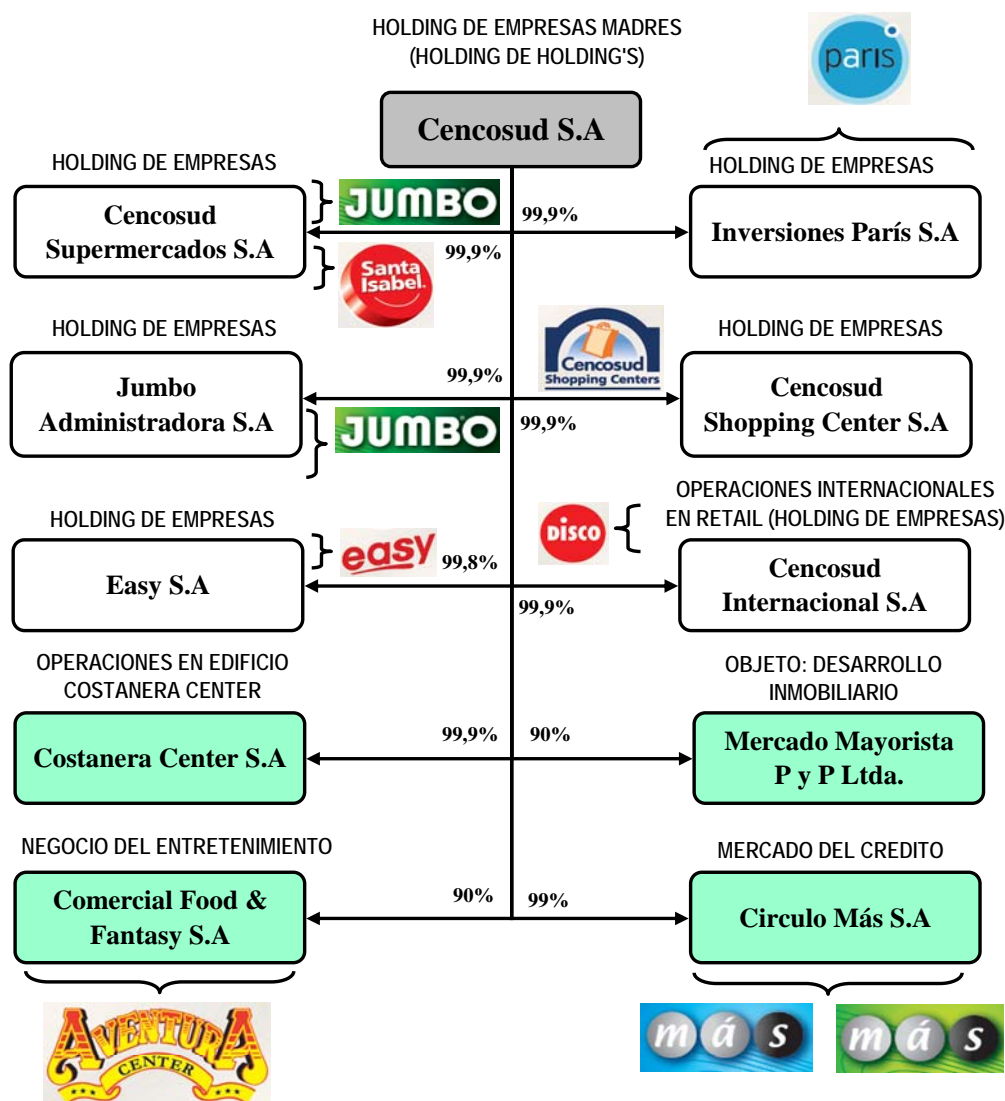 HOLDING DE EMPRESAS MADRES
(HOLDING DE HOLDING'S)
paris
Cencosud S.A
HOLDING DE EMPRESAS
Cencosud
Supermercados S.A
JUMBO
Santa
Isabel.
99,9%
99,9%
HOLDING DE EMPRESAS
Inversiones París S.A
HOLDING DE EMPRESAS
Jumbo
Administradora S.A
JUMBO
99,9%
Cencosud
Shopping Centers
99,9%
HOLDING DE EMPRESAS
Cencosud
Shopping Center S.A
HOLDING DE EMPRESAS
Easy S.A
easy
99,8%
DISCO
99,9%
OPERACIONES INTERNACIONALES
EN RETAIL (HOLDING DE EMPRESAS)
Cencosud
Internacional S.A
OPERACIONES EN EDIFICIO
COSTANERA CENTER
Costanera Center S.A
99,9%
90%
OBJETO: DESARROLLO
INMOBILIARIO
Mercado Mayorista
P y P Ltda.
NEGOCIO DEL ENTRETENIMIENTO
Comercial Food &
Fantasy S.A
90%
99%
MERCADO DEL CREDITO
Circulo Más S.A
AVENTURA
CENTER
más
más